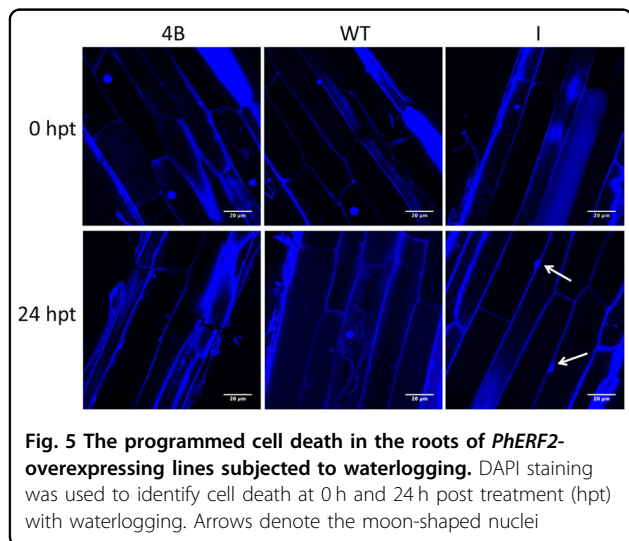 4B WT I
0 hpt
20 µm 20 µm 20 µm
24 hpt
20 µm 20 µm 20 µm
Fig. 5 The programmed cell death in the roots of PhERF2-
overexpressing lines subjected to waterlogging. DAPI staining
was used to identify cell death at 0 h and 24 h post treatment (hpt)
with waterlogging. Arrows denote the moon-shaped nuclei